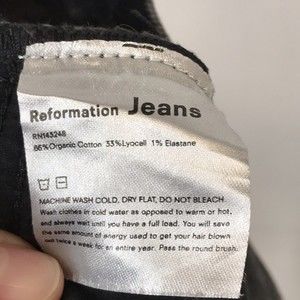 Reformation Jeans
RN143248
66% Organic Cotton 33% Lyocell 1% Elastane
MACHINE WASH COLD, DRY FLAT, DO NOT BLEACH.
Wash clothes in cold water as opposed to warm or hot,
and always wait until you have a full load. You will save
the same amount of energy used to get your hair blown
out twice a week for an entire year. Pass the round brush.